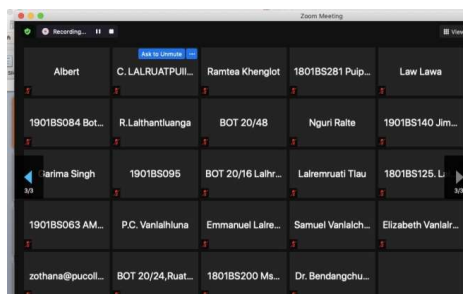 Zoom Meeting
Recording...
View
Ask to Unmute ...
Albert
C. LALRUATPUII...
Ramtea Khenglot
1801BS281 Puip...
Law Lawa
1901BS084 Bot...
R.Lalthantluanga
BOT 20/48
Nguri Ralte
1901BS140 Jim...
Garima Singh
1901BS095
BOT 20/16 Lalhr...
Lalremruati Tlau
1801BS125.
3/3
3/3
1901BS063 AM...
P.C. Vanlalhluna
Emmanuel Lalre...
Samuel Vanlalch...
Elizabeth Vanlalr...
zothana@pucoll...
BOT 20/24,Ruat...
1801BS200 Ms...
Dr. Bendangchu...